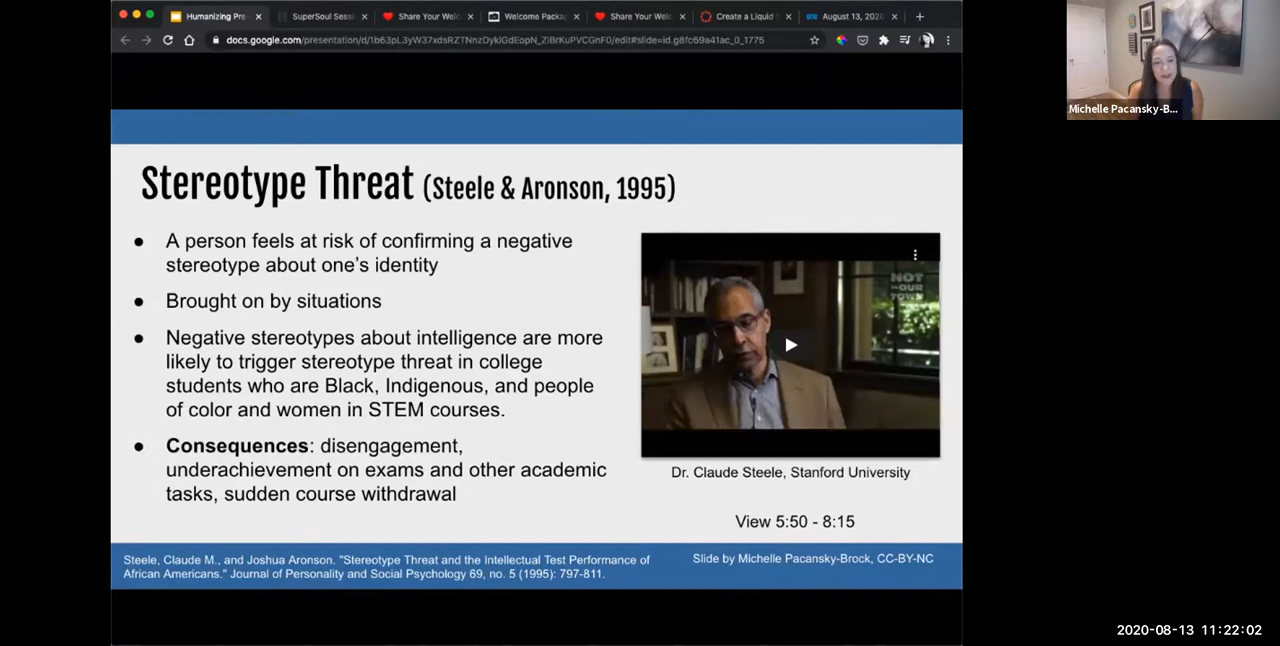 Humanizing Pre
SuperSoul Sessi
Share Your Welc
Welcome Packag
Share Your Welc
Create a Liquid
August 13, 2020
docs.google.com/presentation/d/1b63pL3yW37xdsRZTNnzDykiGdEopN_ZiBrKuPVCGnF0/edit#slide=id.g8fc69a41ac_0_1775
Michelle Pacansky-B...
Stereotype Threat (Steele & Aronson, 1995)
● A person feels at risk of confirming a negative
stereotype about one's identity
● Brought on by situations
● Negative stereotypes about intelligence are more
likely to trigger stereotype threat in college
students who are Black, Indigenous, and people
of color and women in STEM courses.
● Consequences: disengagement,
underachievement on exams and other academic
tasks, sudden course withdrawal
NOT
IN OUR
TOWN
Dr. Claude Steele, Stanford University
View 5:50 - 8:15
Steele, Claude M., and Joshua Aronson. "Stereotype Threat and the Intellectual Test Performance of
African Americans." Journal of Personality and Social Psychology 69, no. 5 (1995): 797-811.
Slide by Michelle Pacansky-Brock, CC-BY-NC
2020-08-13 11:22:02